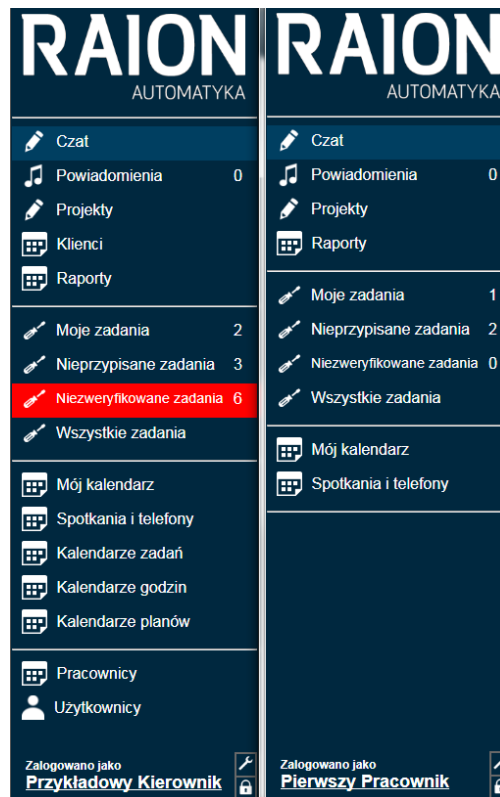 RAION
AUTOMATYKA
Czat
Powiadomienia 0
Projekty
Klienci
Raporty
Moje zadania 2
Nieprzypisane zadania 3
Niezweryfikowane zadania 6
Wszystkie zadania
Mój kalendarz
Spotkania i telefony
Kalendarze zadań
Kalendarze godzin
Kalendarze planów
Pracownicy
Użytkownicy
Zalogowano jako
Przykładowy Kierownik
RAION
AUTOMATYKA
Czat
Powiadomienia 0
Projekty
Raporty
Moje zadania 1
Nieprzypisane zadania 2
Niezweryfikowane zadania 0
Wszystkie zadania
Mój kalendarz
Spotkania i telefony
Zalogowano jako
Pierwszy Pracownik